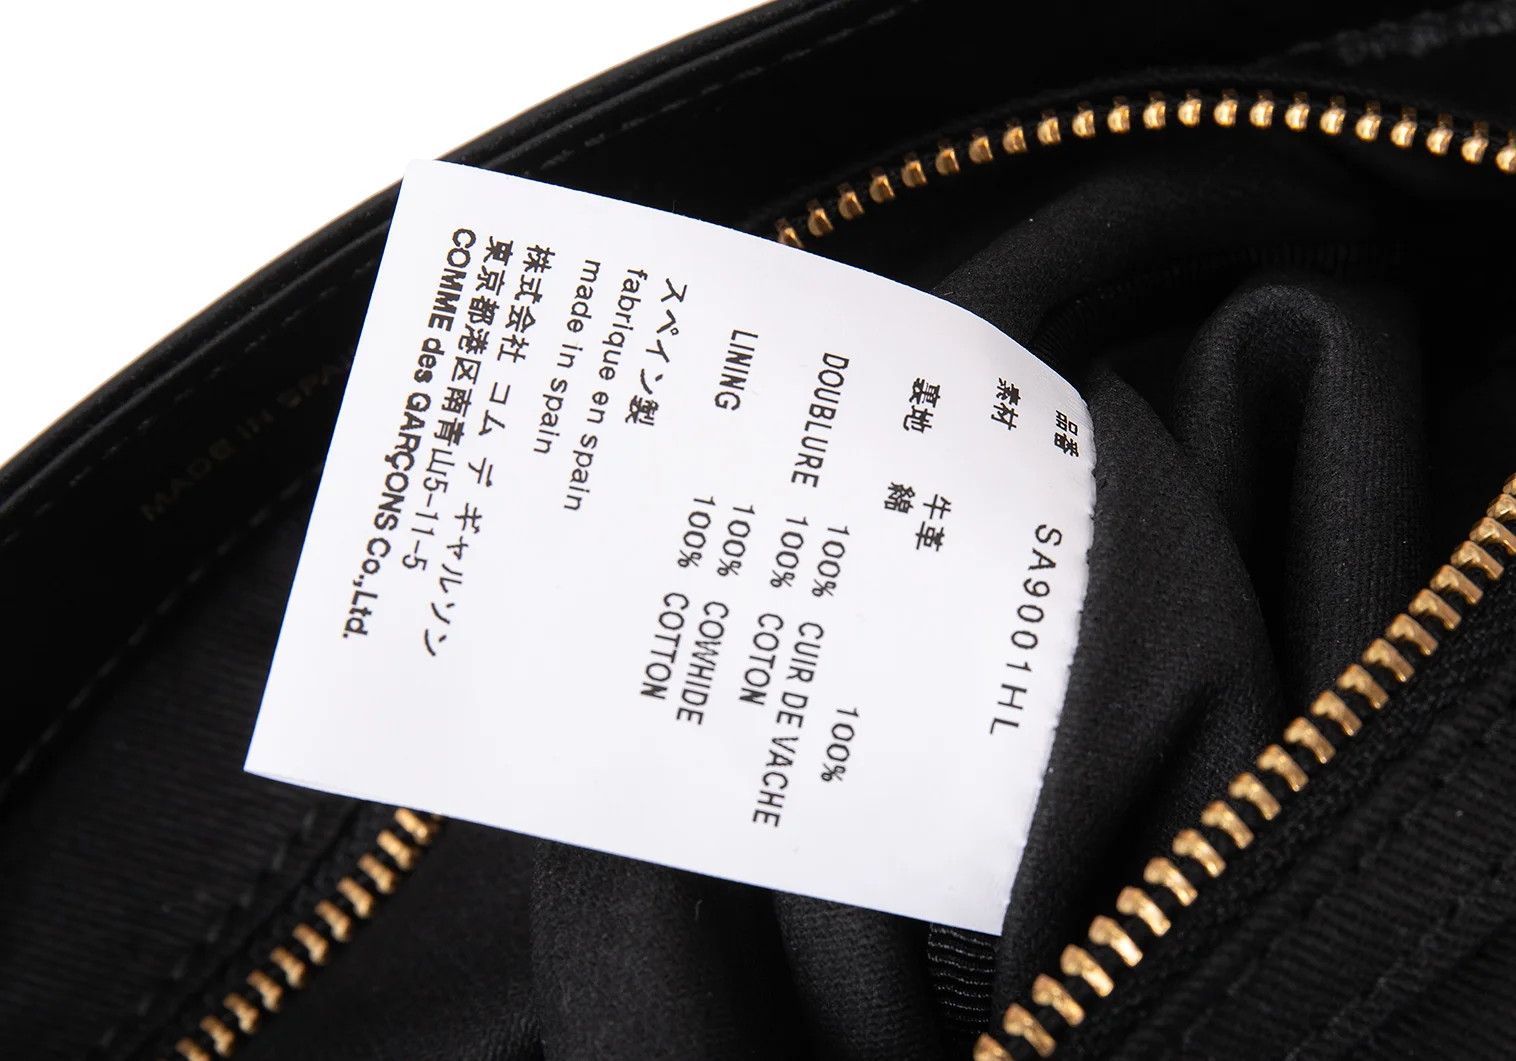 品番 SA9001HL
素材
牛革
裏地 綿 100%
100% CUIR DE VACHE
DOUBLURE 100% COTON
100% COWHIDE
LINING 100% COTTON
スペイン製
fabrique en spain
made in spain
株式会社 コム デ ギャルソン
東京都港区南青山5-11-5
COMME des GARÇONS Co.,Ltd.
MADE IN SPA